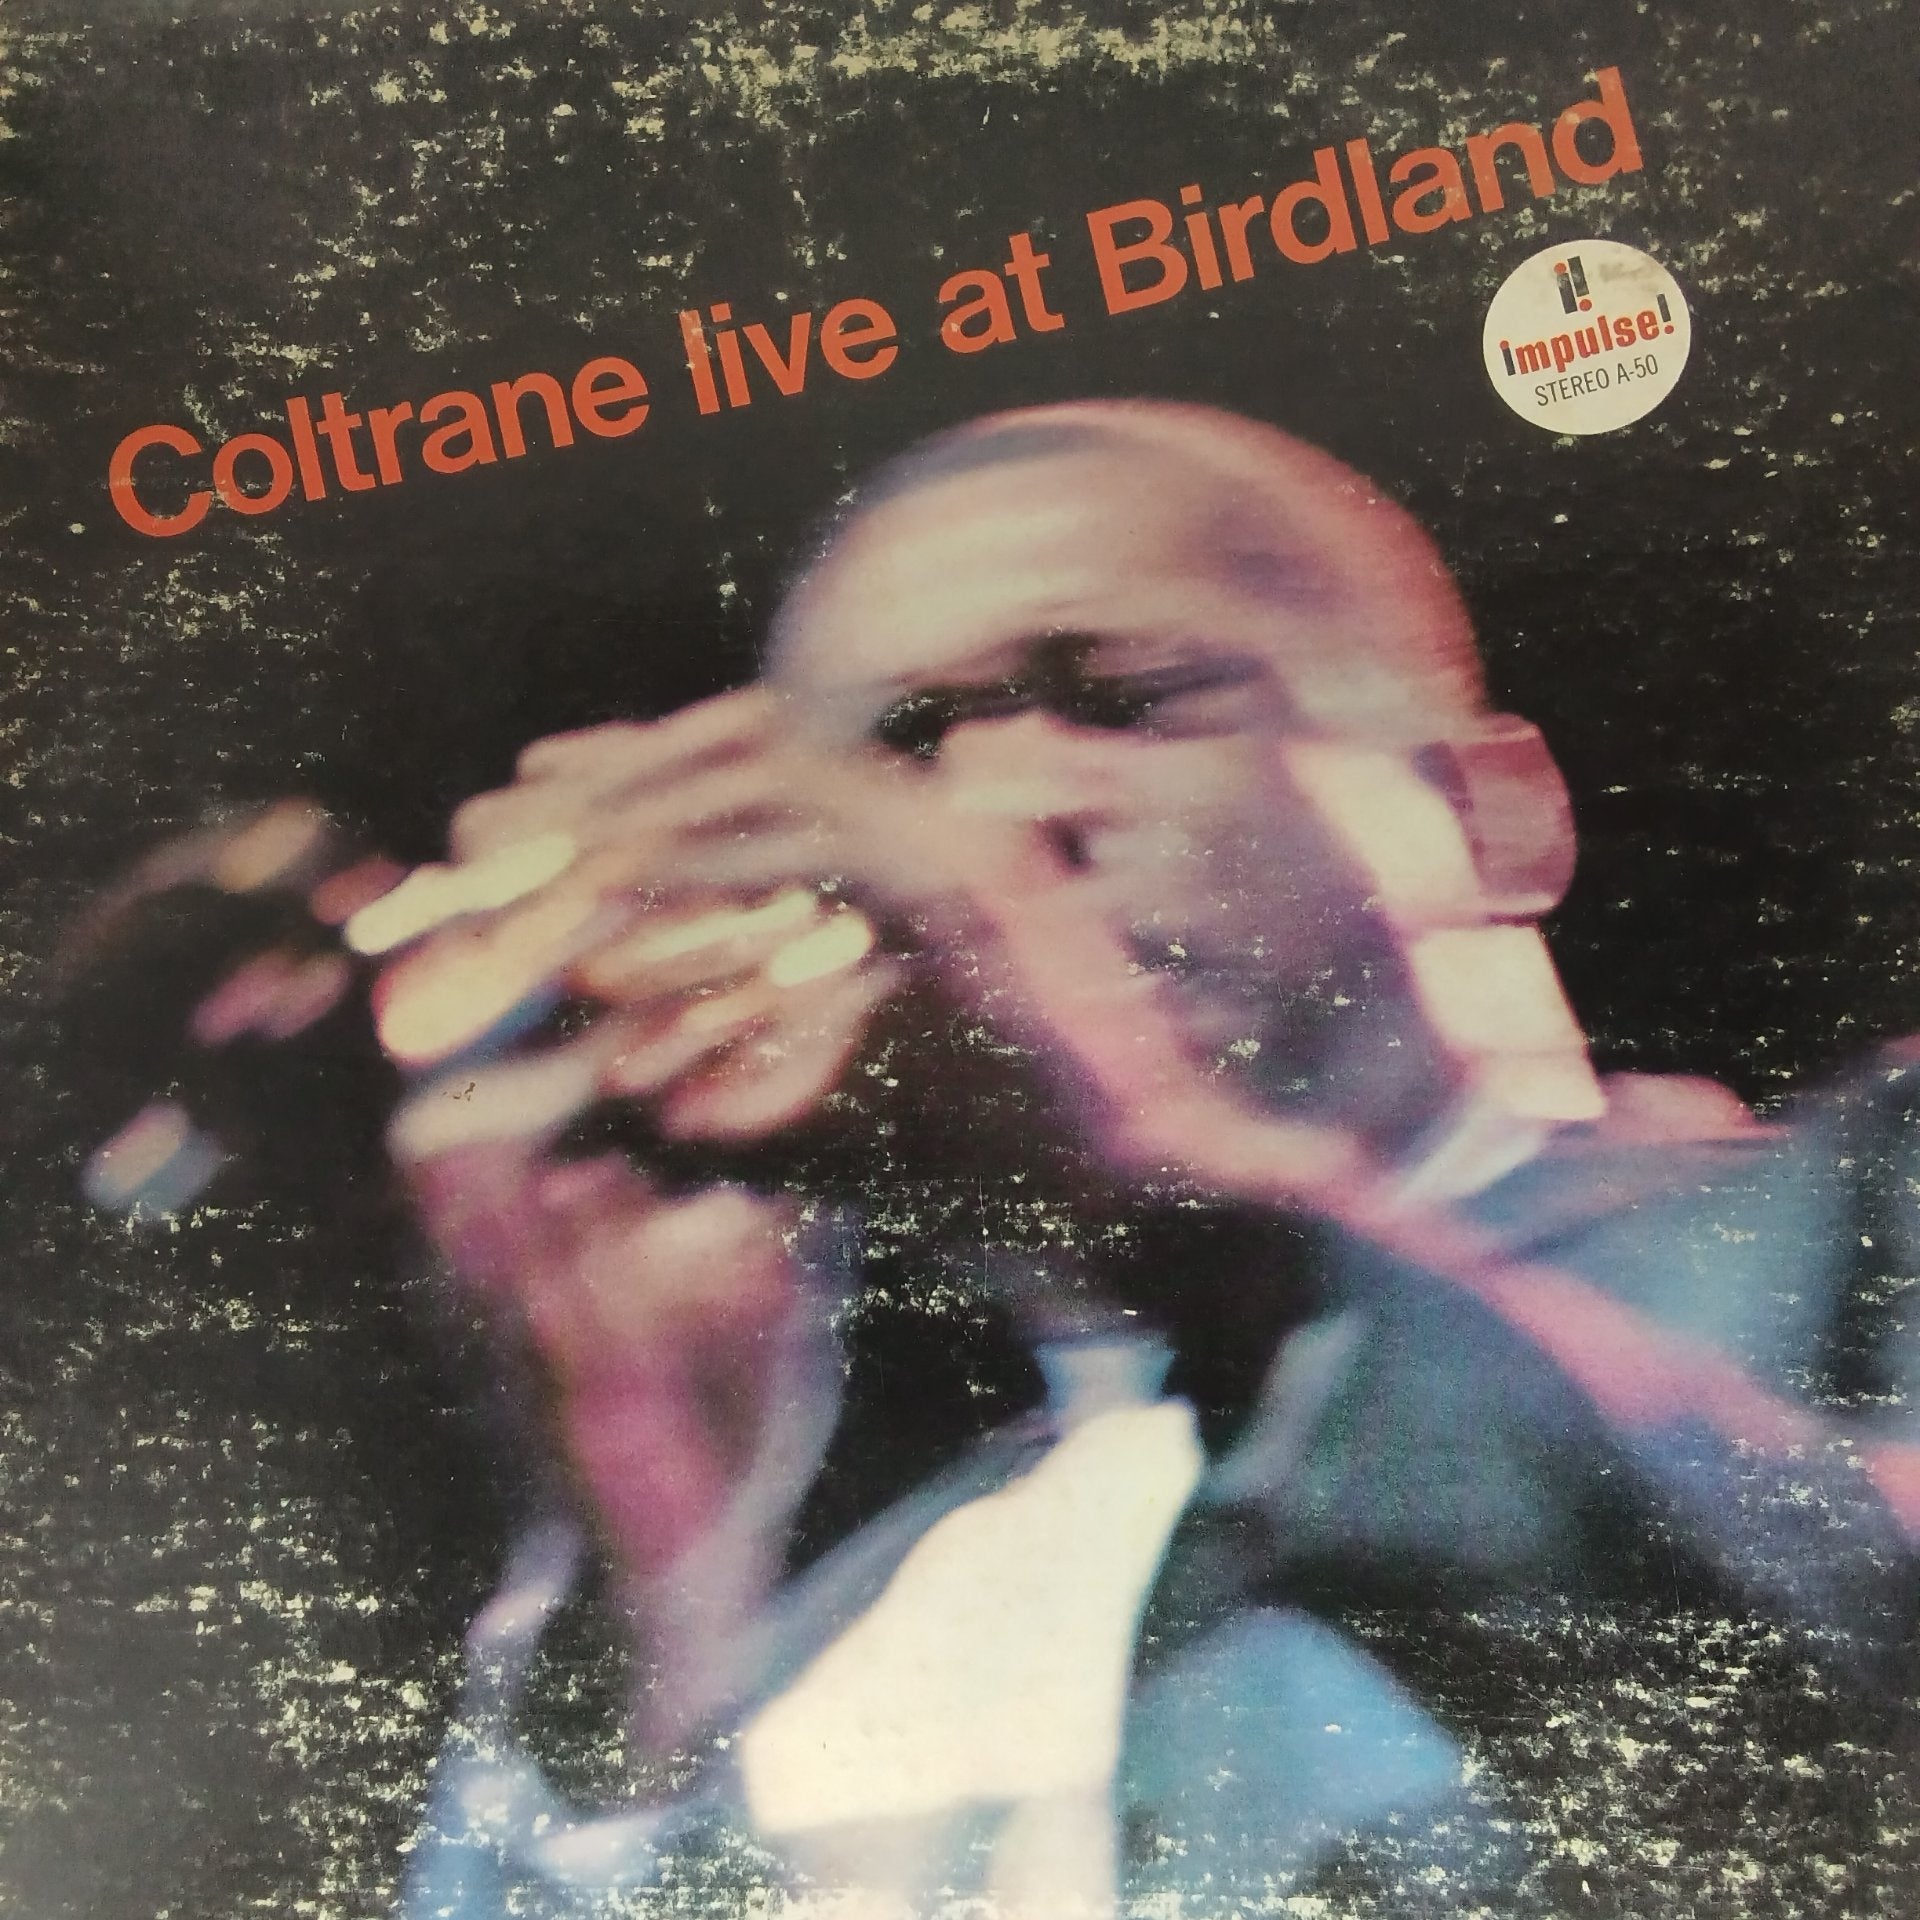 Coltrane live at Birdland
i!
impulse!
STEREO A-50